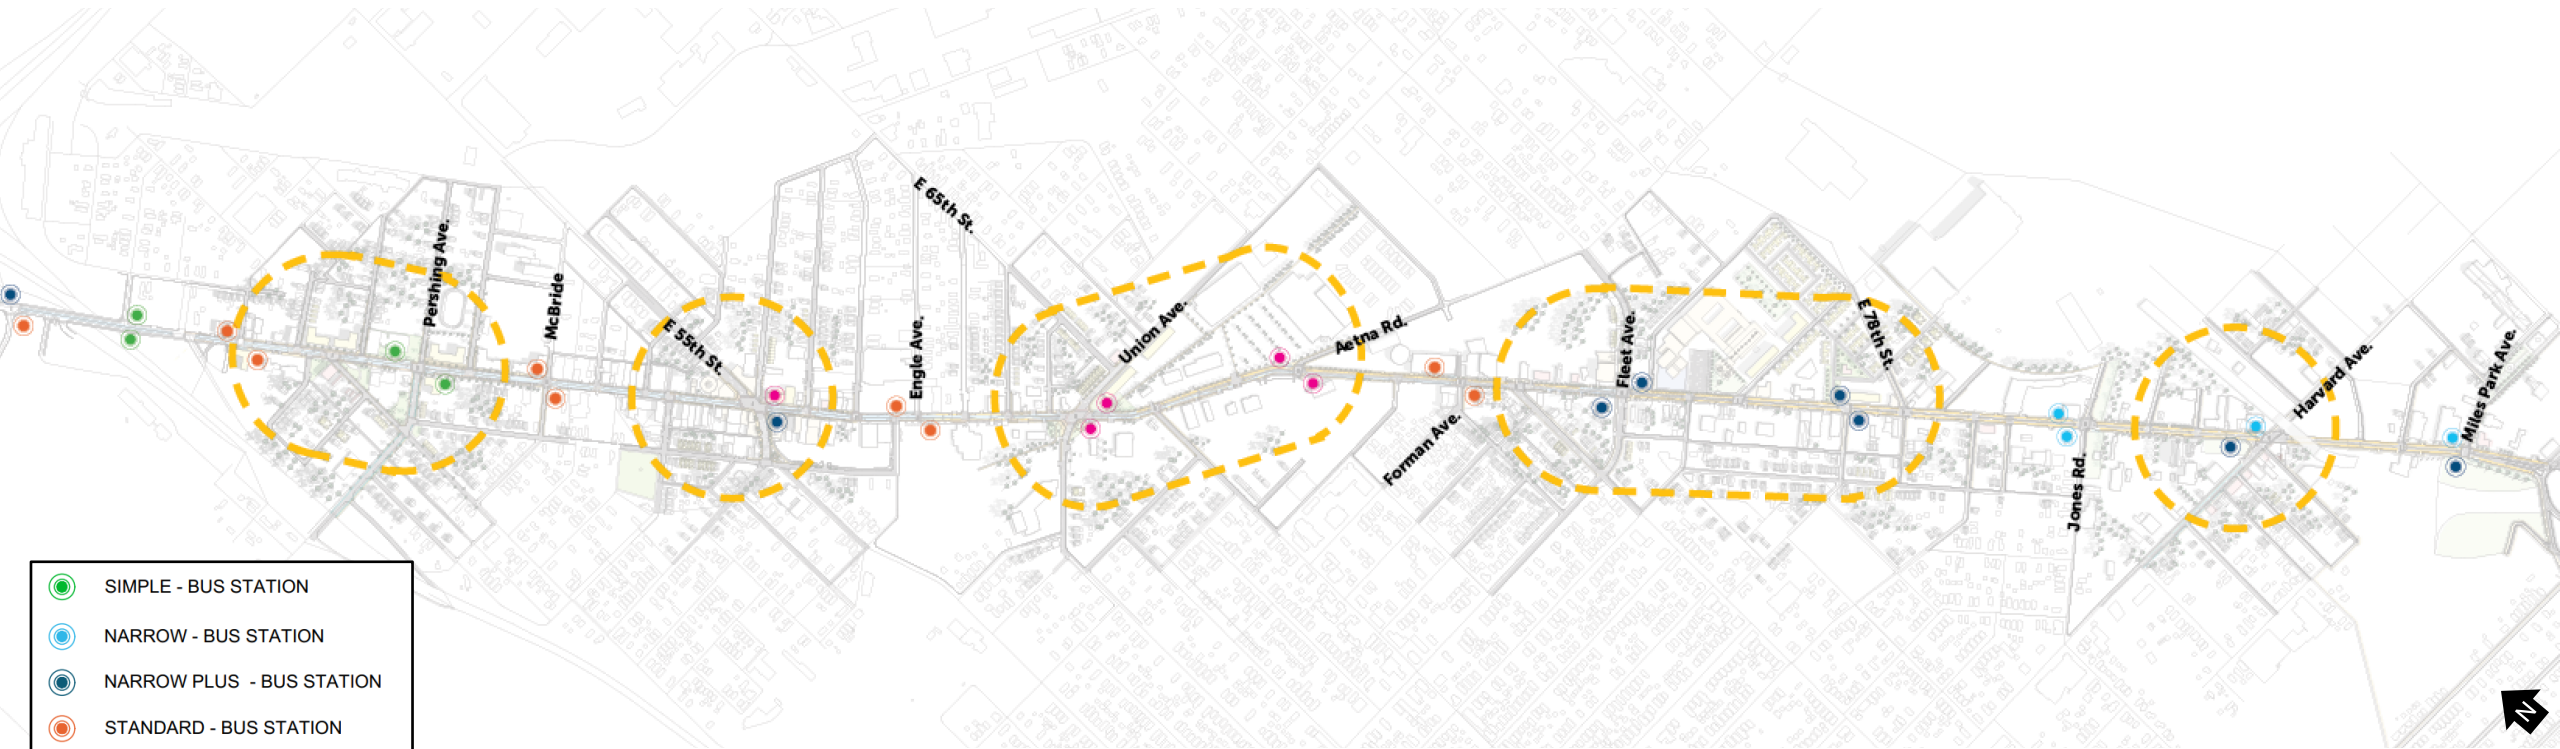 E 65th St.
Pershing Ave.
McBride
E 55th St.
Engle Ave.
Union Ave.
Aetna Rd.
Forman Ave.
Fleet Ave.
E 78th St.
Jones Rd.
Harvard Ave.
Miles Park Ave.
SIMPLE - BUS STATION
NARROW - BUS STATION
NARROW PLUS - BUS STATION
STANDARD - BUS STATION
N